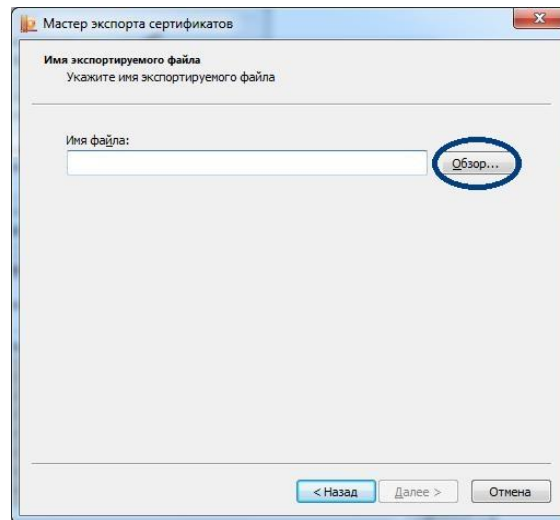 Мастер экспорта сертификатов
Имя экспортируемого файла
Укажите имя экспортируемого файла
Имя файла:
Обзор...
< Назад
Далее >
Отмена